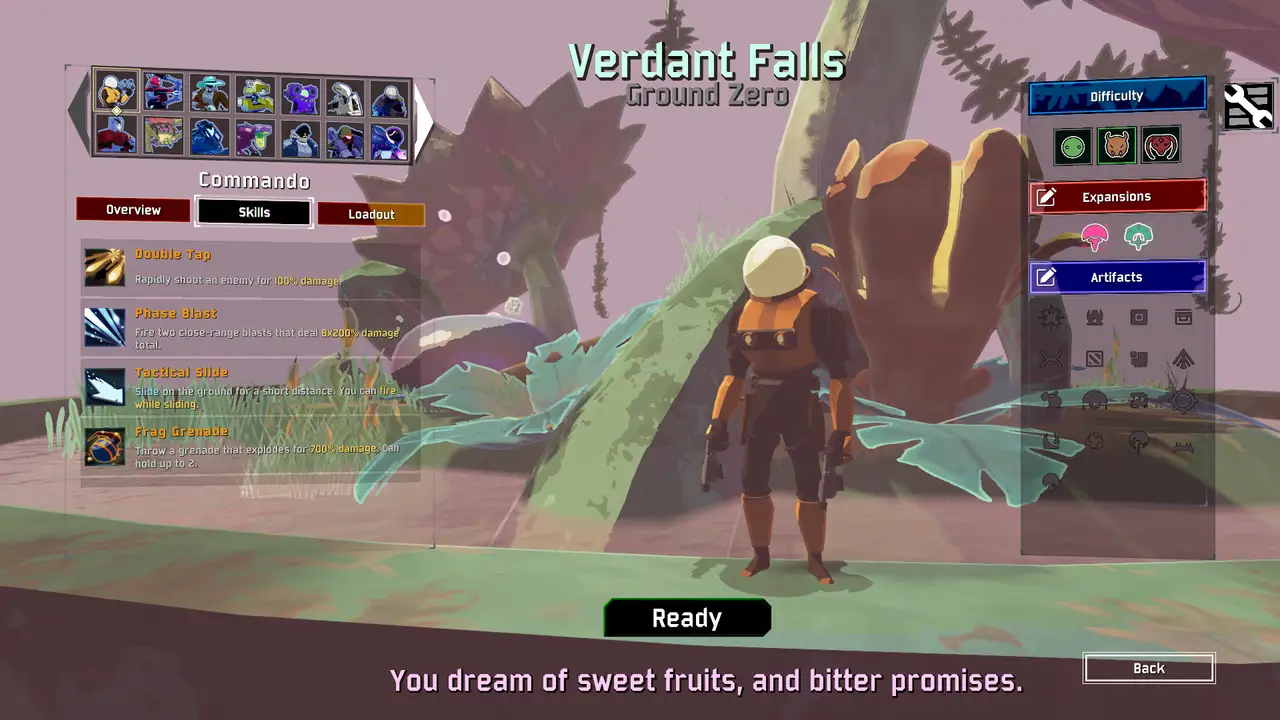 Verdant Falls
Ground Zero
Commando
Overview
Skills
Loadout
Double Tap
Rapidly shoot an enemy for 100% damage.
Phase Blast
Fire two close-range blasts that deal 8x200% damage
total.
Tactical Slide
Slide on the ground for a short distance. You can fire
while sliding.
Frag Grenade
Throw a grenade that explodes for 700% damage. Can
hold up to 2.
Difficulty
Expansions
Artifacts
Ready
Back
You dream of sweet fruits, and bitter promises.